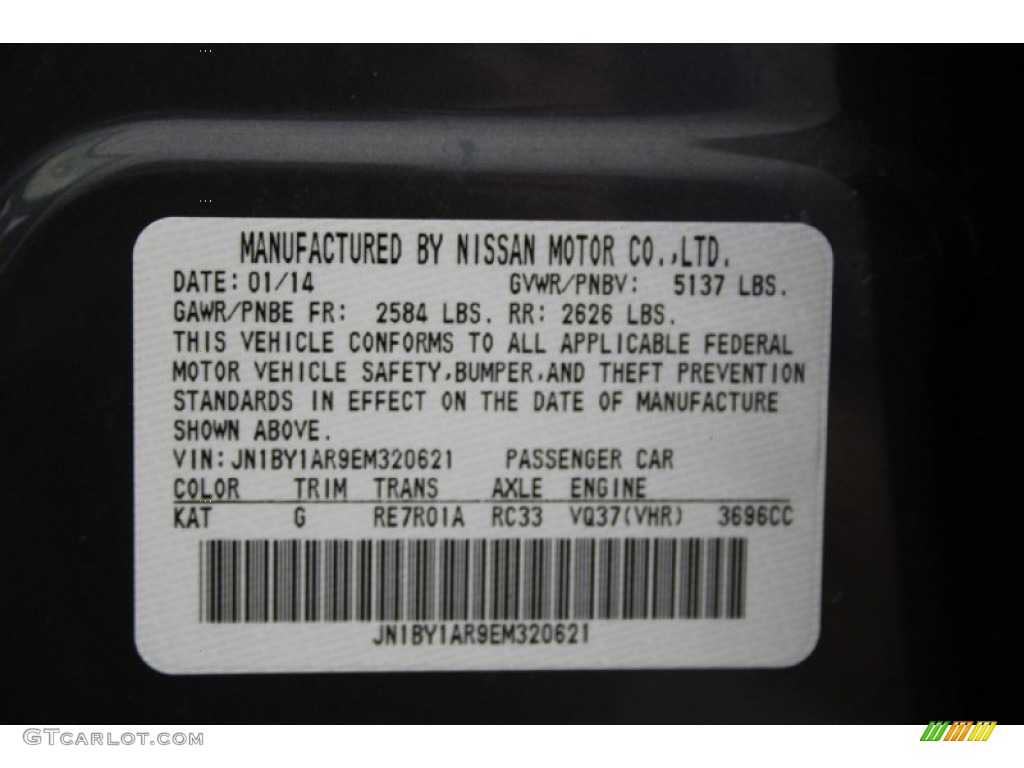 MANUFACTURED BY NISSAN MOTOR CO.,LTD.
DATE: 01/14 GVWR/PNBV: 5137 LBS.
GAWR/PNBE FR: 2584 LBS. RR: 2626 LBS.
THIS VEHICLE CONFORMS TO ALL APPLICABLE FEDERAL
MOTOR VEHICLE SAFETY,BUMPER,AND THEFT PREVENTION
STANDARDS IN EFFECT ON THE DATE OF MANUFACTURE
SHOWN ABOVE.
VIN: JN1BY1AR9EM320621 PASSENGER CAR
COLOR TRIM TRANS AXLE ENGINE
KAT G RE7R01A RC33 VQ37(VHR) 3696CC
JN1BY1AR9EM320621
GTCARLOT.COM